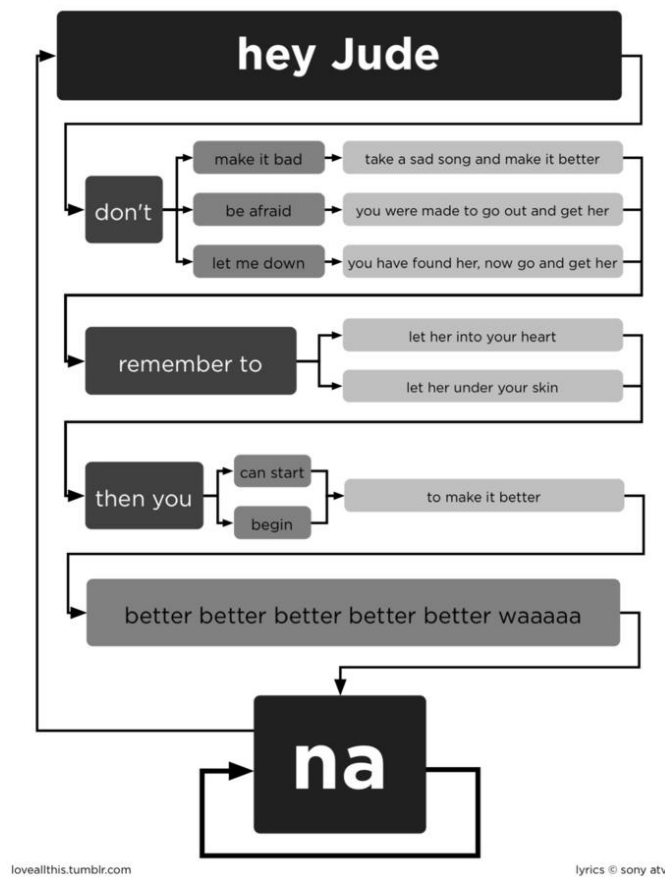 hey Jude
don't
make it bad
take a sad song and make it better
be afraid
you were made to go out and get her
let me down
you have found her, now go and get her
remember to
let her into your heart
let her under your skin
then you
can start
begin
to make it better
better better better better better waaaaa
na
loveallthis.tumblr.com
lyrics © sony atv